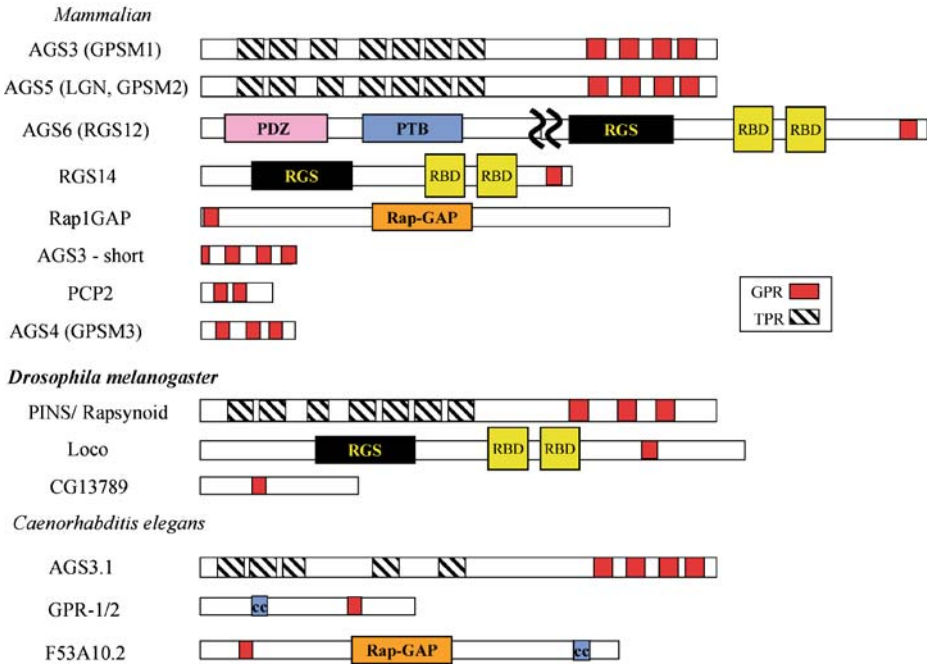 Mammalian
AGS3 (GPSM1)
AGS5 (LGN, GPSM2)
AGS6 (RGS12) PDZ PTB RGS RBD RBD
RGS14 RGS RBD RBD
Rap1GAP Rap-GAP
AGS3 - short
PCP2
AGS4 (GPSM3)
GPR
TPR
Drosophila melanogaster
PINS/ Rapsynoid
Loco RGS RBD RBD
CG13789
Caenorhabditis elegans
AGS3.1
GPR-1/2 cc
F53A10.2 Rap-GAP cc